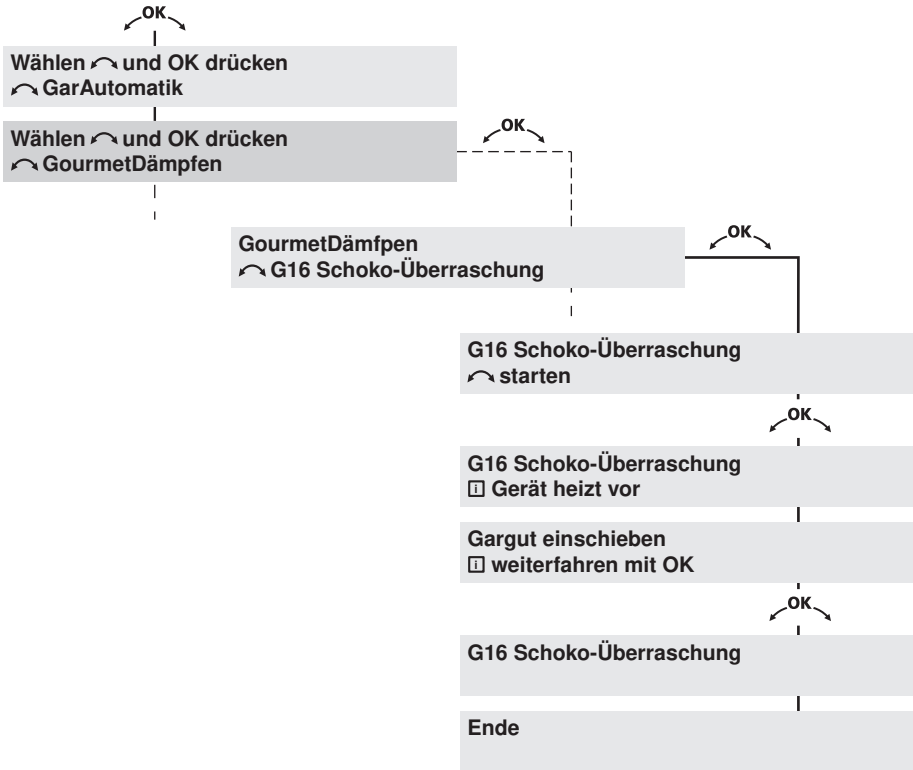 OK
Wählen und OK drücken
GarAutomatik
Wählen und OK drücken
GourmetDämpfen
OK
GourmetDämfpen
G16 Schoko-Überraschung
OK
G16 Schoko-Überraschung
starten
OK
G16 Schoko-Überraschung
i Gerät heizt vor
Gargut einschieben
i weiterfahren mit OK
OK
G16 Schoko-Überraschung
Ende